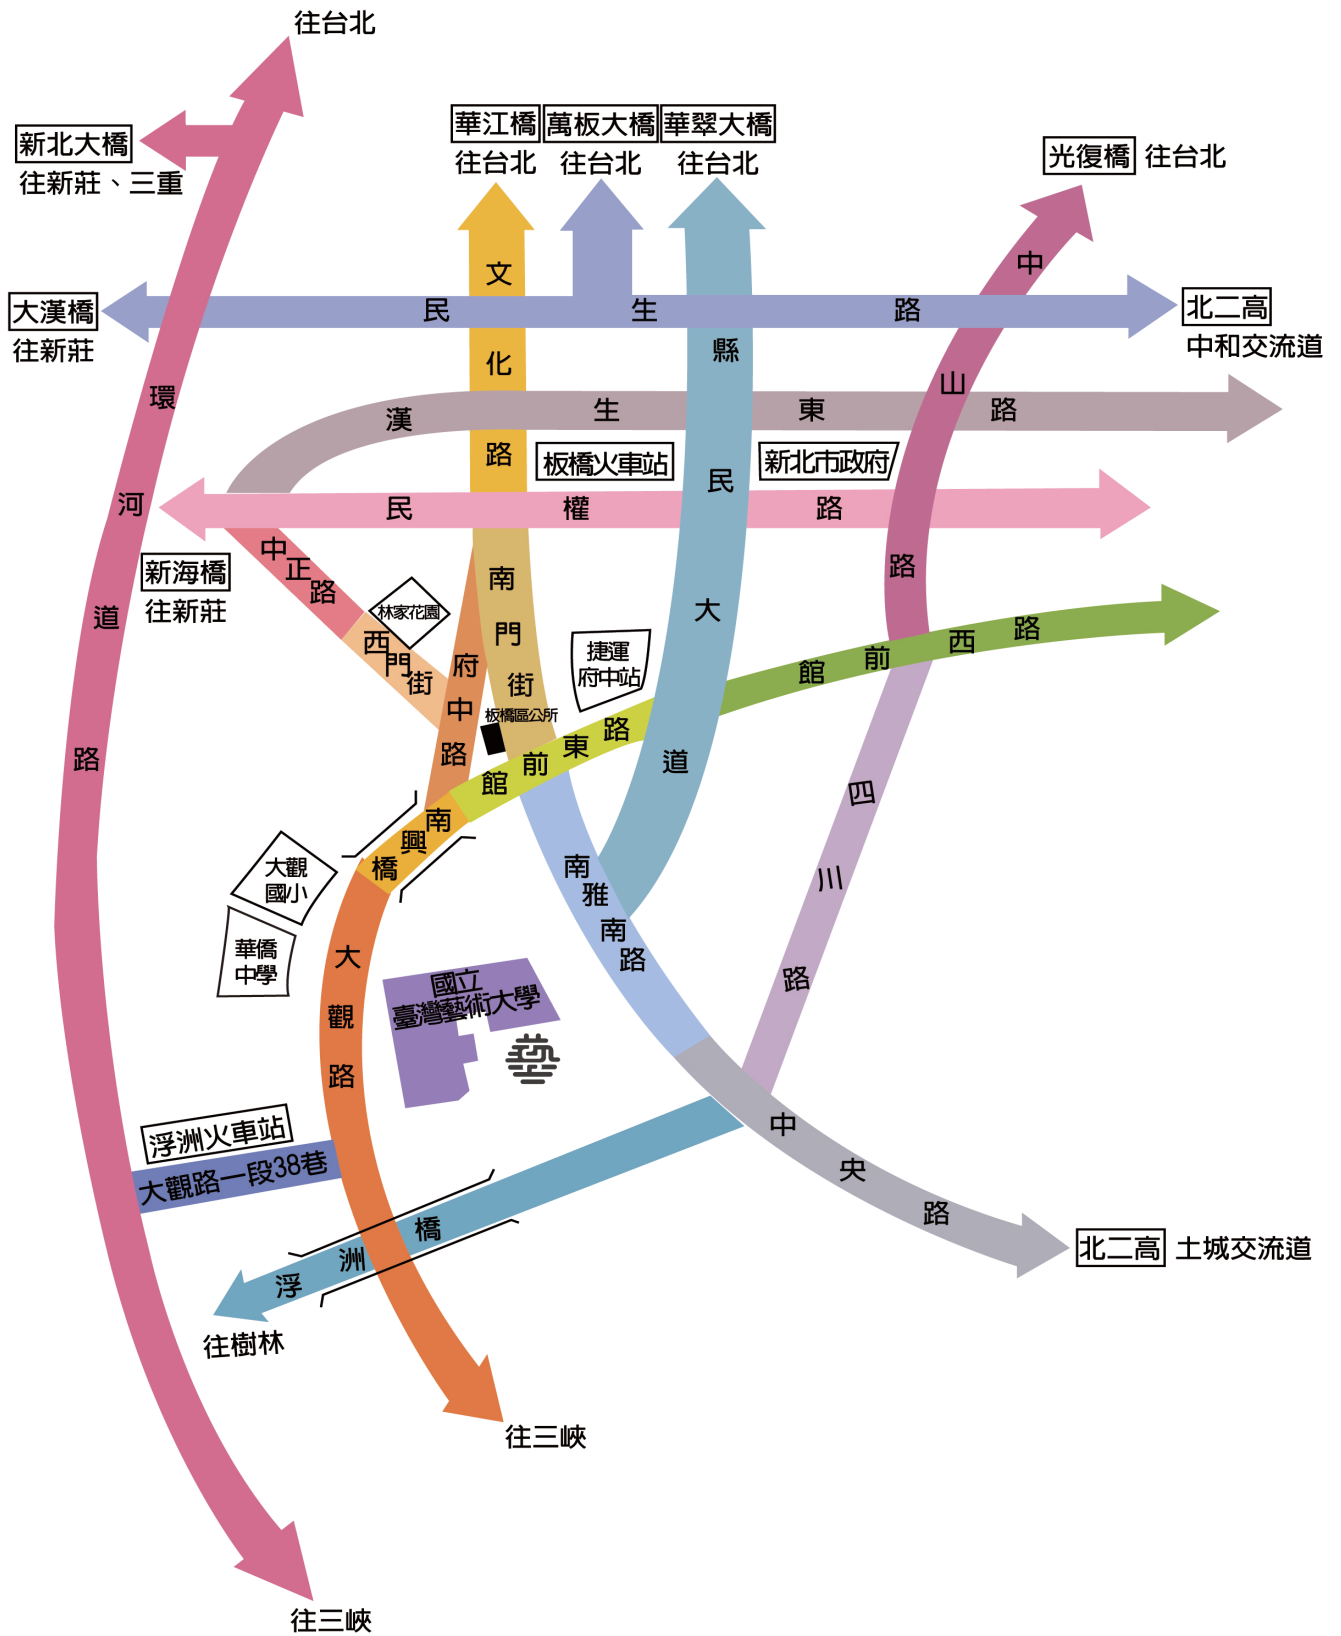 往台北
新北大橋
往新莊、三重
華江橋
往台北
萬板大橋
往台北
華翠大橋
往台北
光復橋 往台北
大漢橋
往新莊
民生路
北二高
中和交流道
文化路
縣民大道
中山路
環河道路
漢生東路
板橋火車站
新北市政府
民權路
新海橋
往新莊
中正路
林家花園
西門街
府中路
南門街
捷運
府中站
板橋區公所
館前東路
館前西路
南興橋
四川路
大觀
國小
華僑
中學
大觀路
南雅南路
國立
臺灣藝術大學
浮洲火車站
大觀路一段38巷
中央路
浮洲橋
往樹林
北二高 土城交流道
往三峽
往三峽